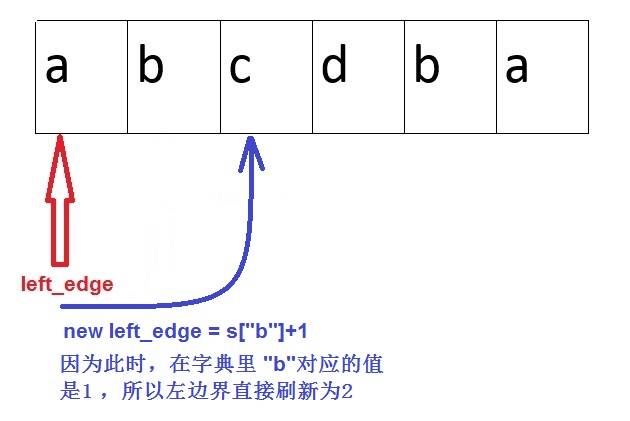 a b c d b a
left_edge
new left_edge = s["b"]+1
因为此时，在字典里 "b"对应的值
是1 ，所以左边界直接刷新为2